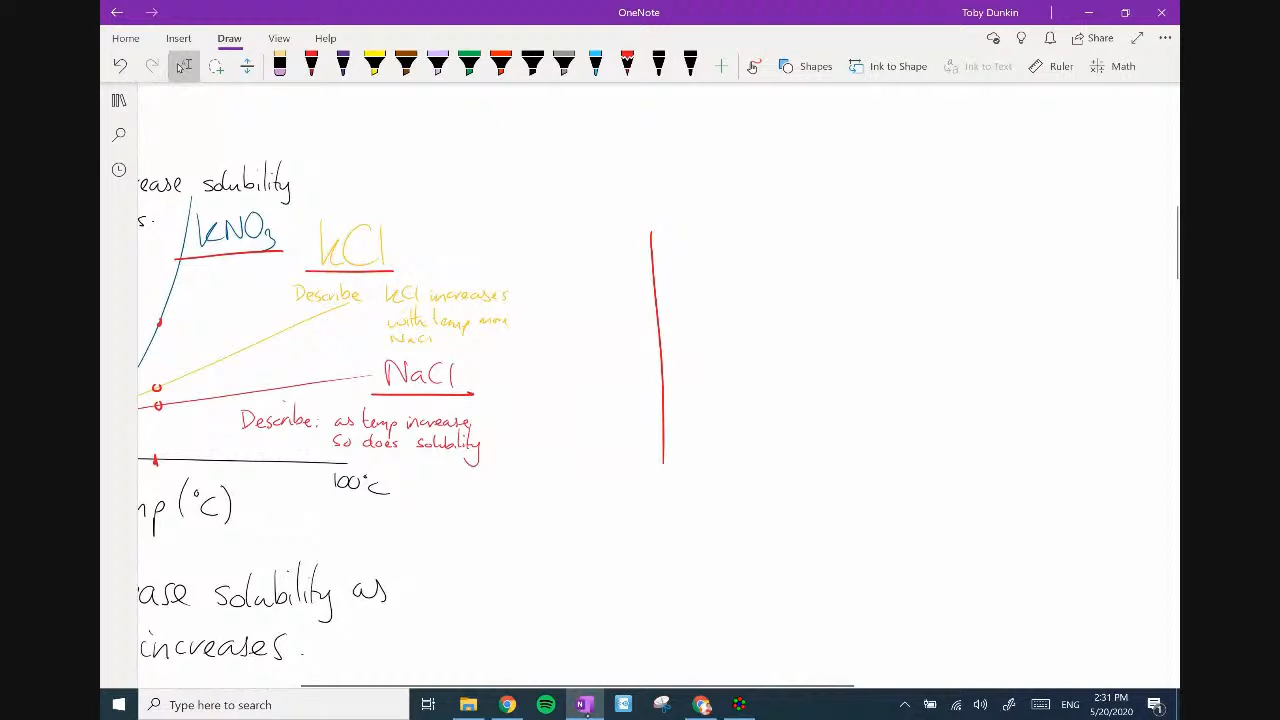 OneNote
Toby Dunkin
Home Insert Draw View Help
Share
Shapes Ink to Shape Ink to Text Ruler Math
ease solubility
s.
kNO3
kCl
Describe kCl increases
with temp more
NaCl
NaCl
Describe: as temp increase,
So does solubility
100°C
mp (°C)
ease solubility as
increases.
Type here to search
ENG
2:31 PM
5/20/2020
1